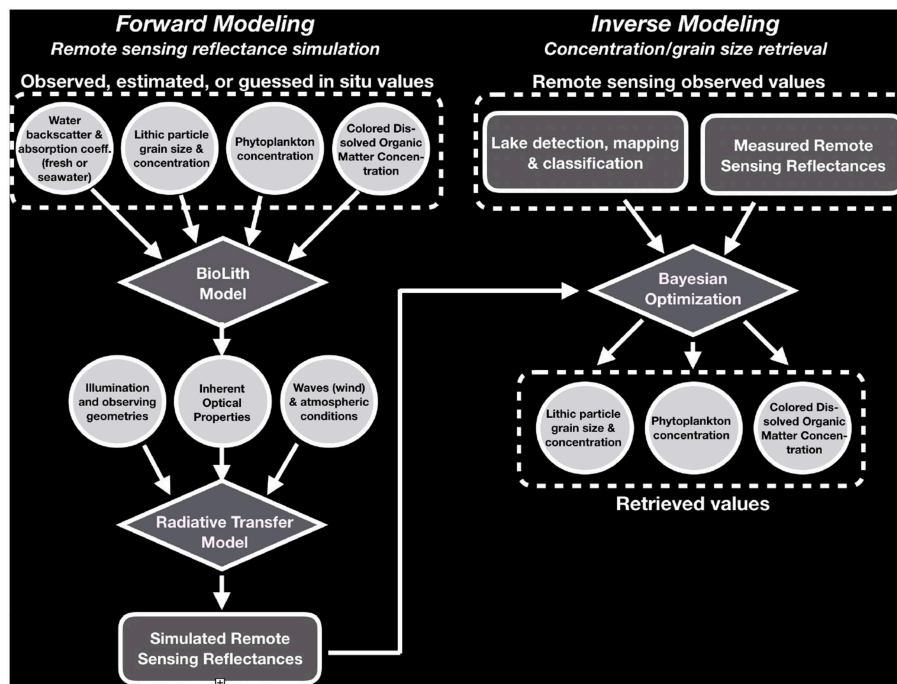 Forward Modeling
Remote sensing reflectance simulation
Observed, estimated, or guessed in situ values
Water
backscatter &
absorption coeff.
(fresh or
seawater)
Lithic particle
grain size &
concentration
Phytoplankton
concentration
Colored Dis-
solved Organic
Matter Concen-
tration
BioLith
Model
Illumination
and observing
geometries
Inherent
Optical
Properties
Waves (wind)
& atmospheric
conditions
Radiative Transfer
Model
Simulated Remote
Sensing Reflectances
Inverse Modeling
Concentration/grain size retrieval
Remote sensing observed values
Lake detection, mapping
& classification
Measured Remote
Sensing Reflectances
Bayesian
Optimization
Lithic particle
grain size &
concentration
Phytoplankton
concentration
Colored Dis-
solved Organic
Matter Concen-
tration
Retrieved values